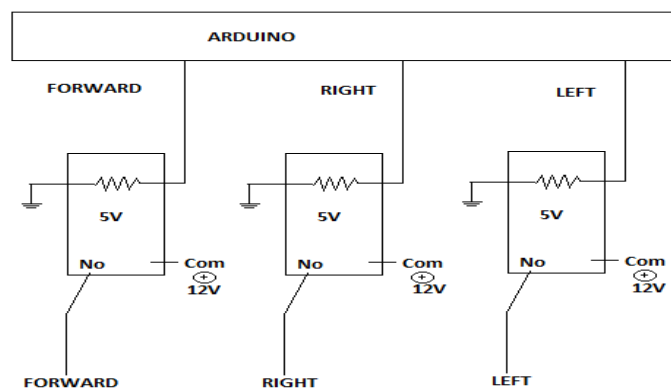 ARDUINO
FORWARD
RIGHT
LEFT
5V
5V
5V
No
Com
12V
No
Com
12V
No
Com
12V
FORWARD
RIGHT
LEFT